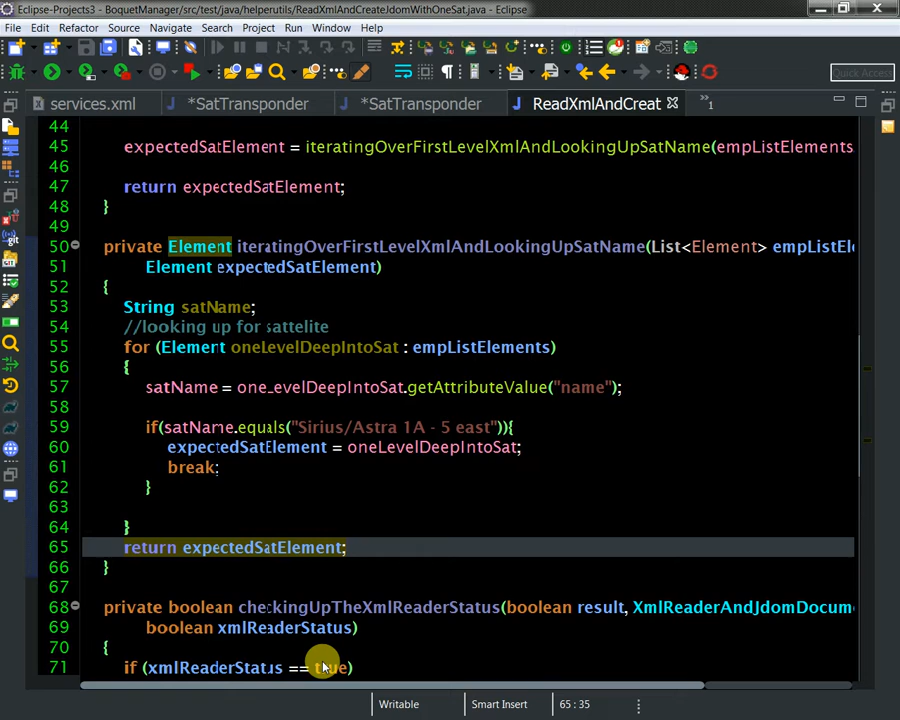 Eclipse-Projects3 - BoquetManager/src/test/java/helperutils/ReadXmlAndCreateJdomWithOneSat.java - Eclipse
File Edit Refactor Source Navigate Search Project Run Window Help
Quick Access
services.xml *SatTransponder *SatTransponder ReadXmlAndCreat »1
44
45 expectedSatElement = iteratingOverFirstLevelXmlAndLookingUpSatName(empListElements.
46
47 return expectedSatElement;
48 }
49
50 private Element iteratingOverFirstLevelXmlAndLookingUpSatName(List<Element> empListEle
51 Element expectedSatElement)
52 {
53 String satName;
54 //looking up for sattelite
55 for (Element oneLevelDeepIntoSat : empListElements)
56 {
57 satName = oneLevelDeepIntoSat.getAttributeValue("name");
58
59 if(satName.equals("Sirius/Astra 1A - 5 east")){
60 expectedSatElement = oneLevelDeepIntoSat;
61 break;
62 }
63
64 }
65 return expectedSatElement;
66 }
67
68 private boolean checkingUpTheXmlReaderStatus(boolean result, XmlReaderAndJdomDocume
69 boolean xmlReaderStatus)
70 {
71 if (xmlReaderStatus == true)
Writable Smart Insert 65 : 35